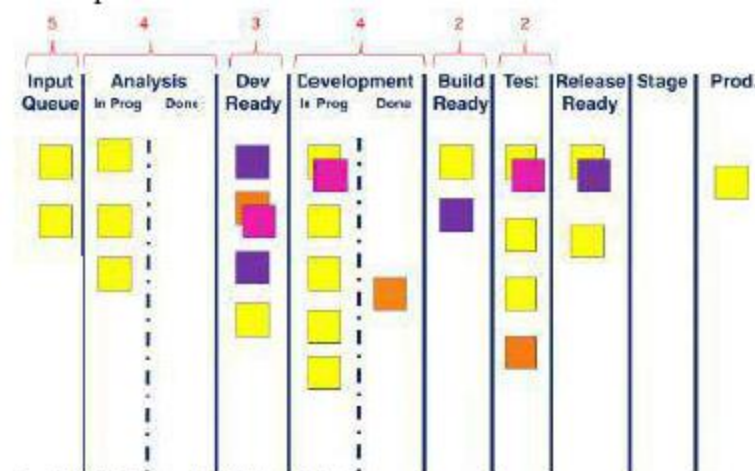 5 4 3 4 2 2
Input Analysis Dev Development Build Test Release Stage Prod
Queue In Prog Done Ready In Prog Done Ready Ready